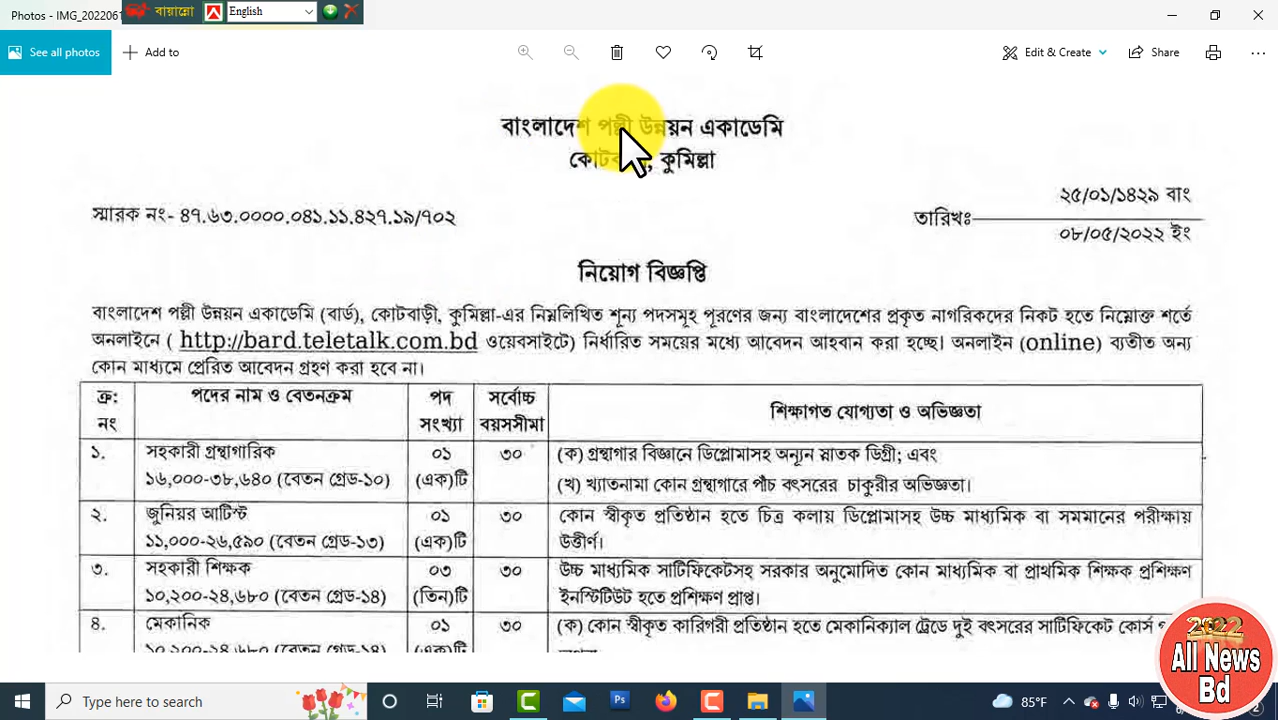 Photos - IMG_2022061
বায়ান্নো
English
See all photos
Add to
Edit & Create
Share
বাংলাদেশ পল্লী উন্নয়ন একাডেমি
কুমিল্লা
২৫/০১/১৪২৯ বাং
স্মারক নং- ৪৭.৬৩.০০০০.০৪১.১১.৪২৭.১৯/৭০২
তারিখঃ
০৮/০৫/২০২২ ইং
নিয়োগ বিজ্ঞপ্তি
বাংলাদেশ পল্লী উন্নয়ন একাডেমি (বার্ড), কোটবাড়ী, কুমিল্লা-এর নিম্নলিখিত শূন্য পদসমূহ পূরণের জন্য বাংলাদেশের প্রকৃত নাগরিকদের নিকট হতে নিম্নোক্ত শর্তে
অনলাইনে ( http://bard.teletalk.com.bd ওয়েবসাইটে) নির্ধারিত সময়ের মধ্যে আবেদন আহবান করা হচ্ছে। অনলাইন (online) ব্যতীত অন্য
কোন মাধ্যমে প্রেরিত আবেদন গ্রহণ করা হবে না।
ক্র: নং
পদের নাম ও বেতনক্রম
পদ সংখ্যা
সর্বোচ্চ বয়সসীমা
শিক্ষাগত যোগ্যতা ও অভিজ্ঞতা
১.
সহকারী গ্রন্থাগারিক
১৬,০০০-৩৮,৬৪০ (বেতন গ্রেড-১০)
০১
(এক)টি
৩০
(ক) গ্রন্থাগার বিজ্ঞানে ডিপ্লোমাসহ অন্যূন স্নাতক ডিগ্রী; এবং
(খ) খ্যাতনামা কোন গ্রন্থাগারে পাঁচ বৎসরের চাকুরীর অভিজ্ঞতা।
২.
জুনিয়র আর্টিস্ট
১১,০০০-২৬,৫৯০ (বেতন গ্রেড-১৩)
০১
(এক)টি
৩০
কোন স্বীকৃত প্রতিষ্ঠান হতে চিত্র কলায় ডিপ্লোমাসহ উচ্চ মাধ্যমিক বা সমমানের পরীক্ষায়
উত্তীর্ণ।
৩.
সহকারী শিক্ষক
১০,২০০-২৪,৬৮০ (বেতন গ্রেড-১৪)
০৩
(তিন)টি
৩০
উচ্চ মাধ্যমিক সার্টিফিকেটসহ সরকার অনুমোদিত কোন মাধ্যমিক বা প্রাথমিক শিক্ষক প্রশিক্ষণ
ইনস্টিটিউট হতে প্রশিক্ষণ প্রাপ্ত।
৪.
মেকানিক
১০,২০০-২৪,৬৮০ (বেতন গ্রেড-১৪)
০১
(এক)টি
৩০
(ক) কোন স্বীকৃত কারিগরী প্রতিষ্ঠান হতে মেকানিক্যাল ট্রেডে দুই বৎসরের সার্টিফিকেট কোর্স
2022
All News
Bd
Type here to search
Ps
85°F